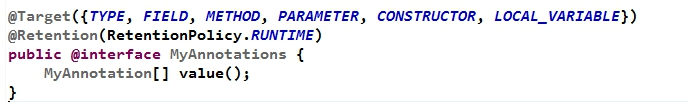 @Target({TYPE, FIELD, METHOD, PARAMETER, CONSTRUCTOR, LOCAL_VARIABLE})
@Retention(RetentionPolicy.RUNTIME)
public @interface MyAnnotations {
    MyAnnotation[] value();
}